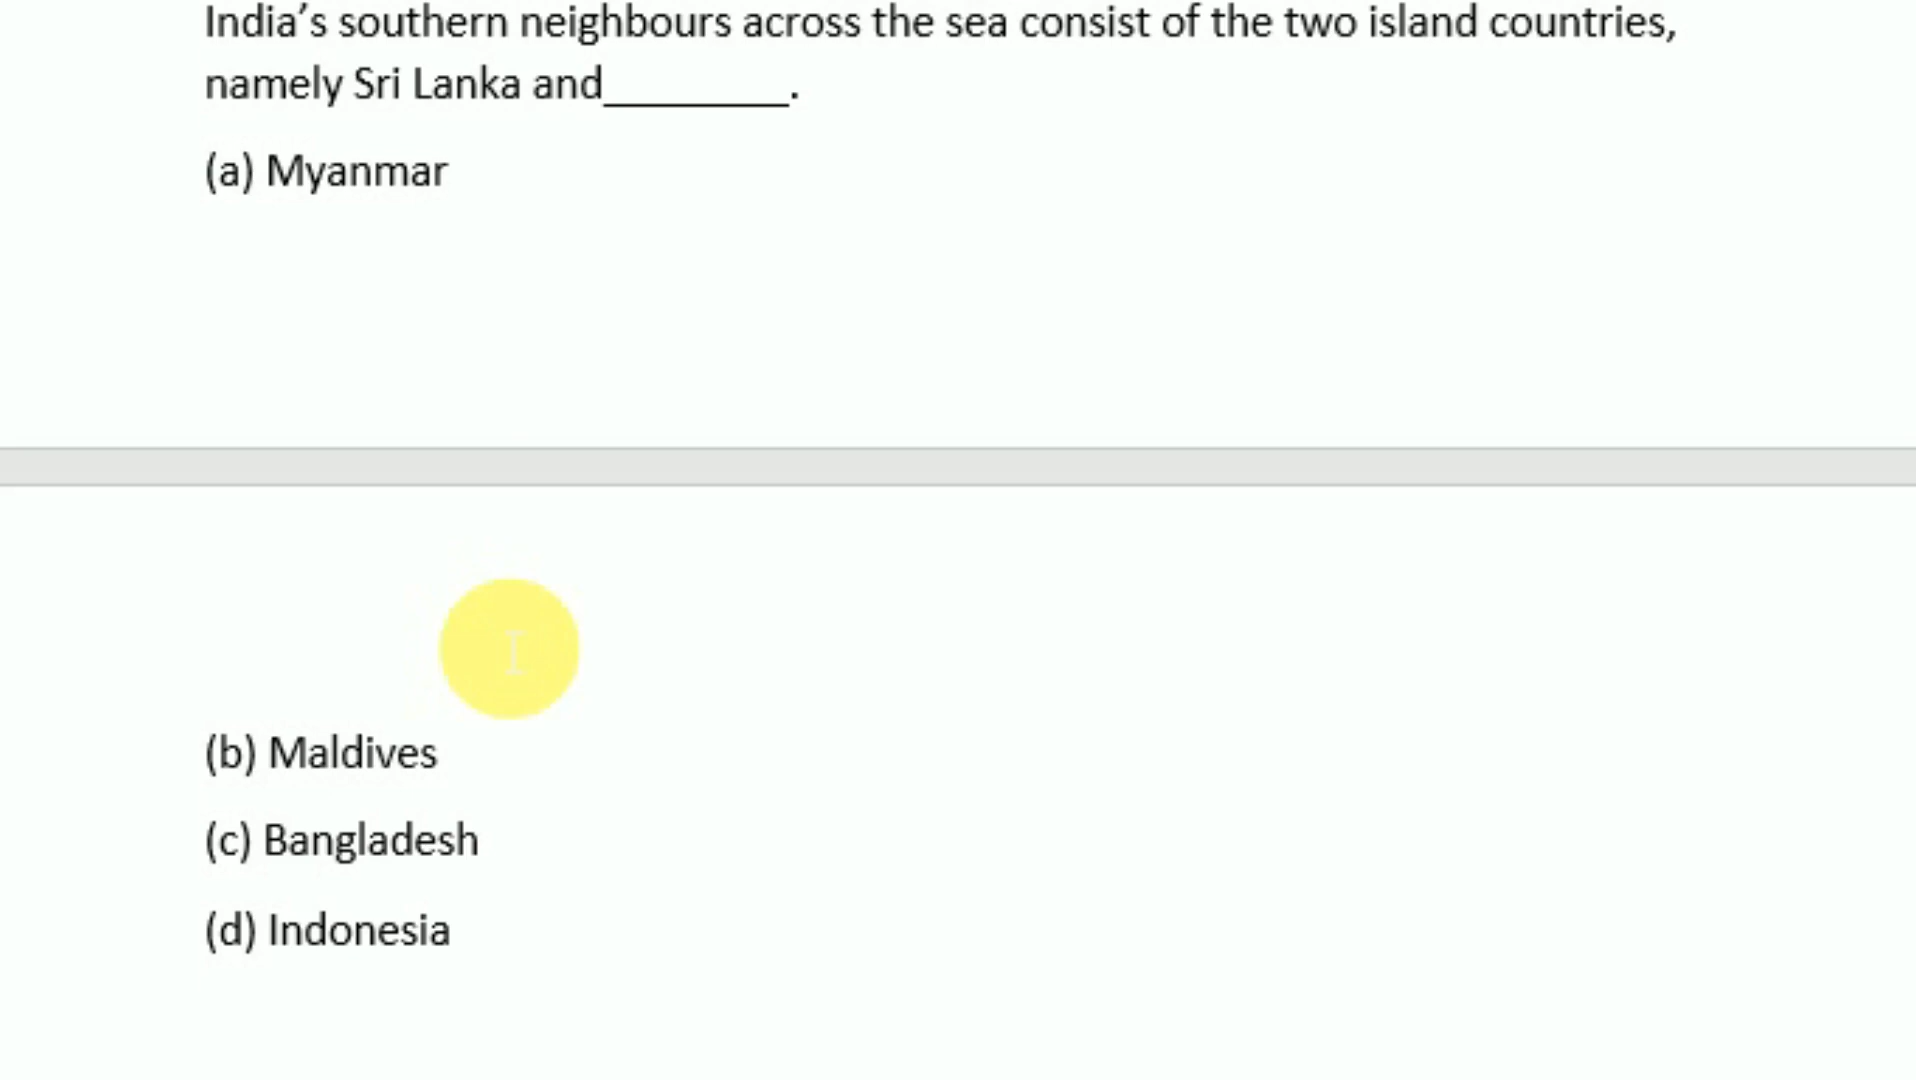 India’s southern neighbours across the sea consist of the two island countries,
namely Sri Lanka and________.
(a) Myanmar
(b) Maldives
(c) Bangladesh
(d) Indonesia